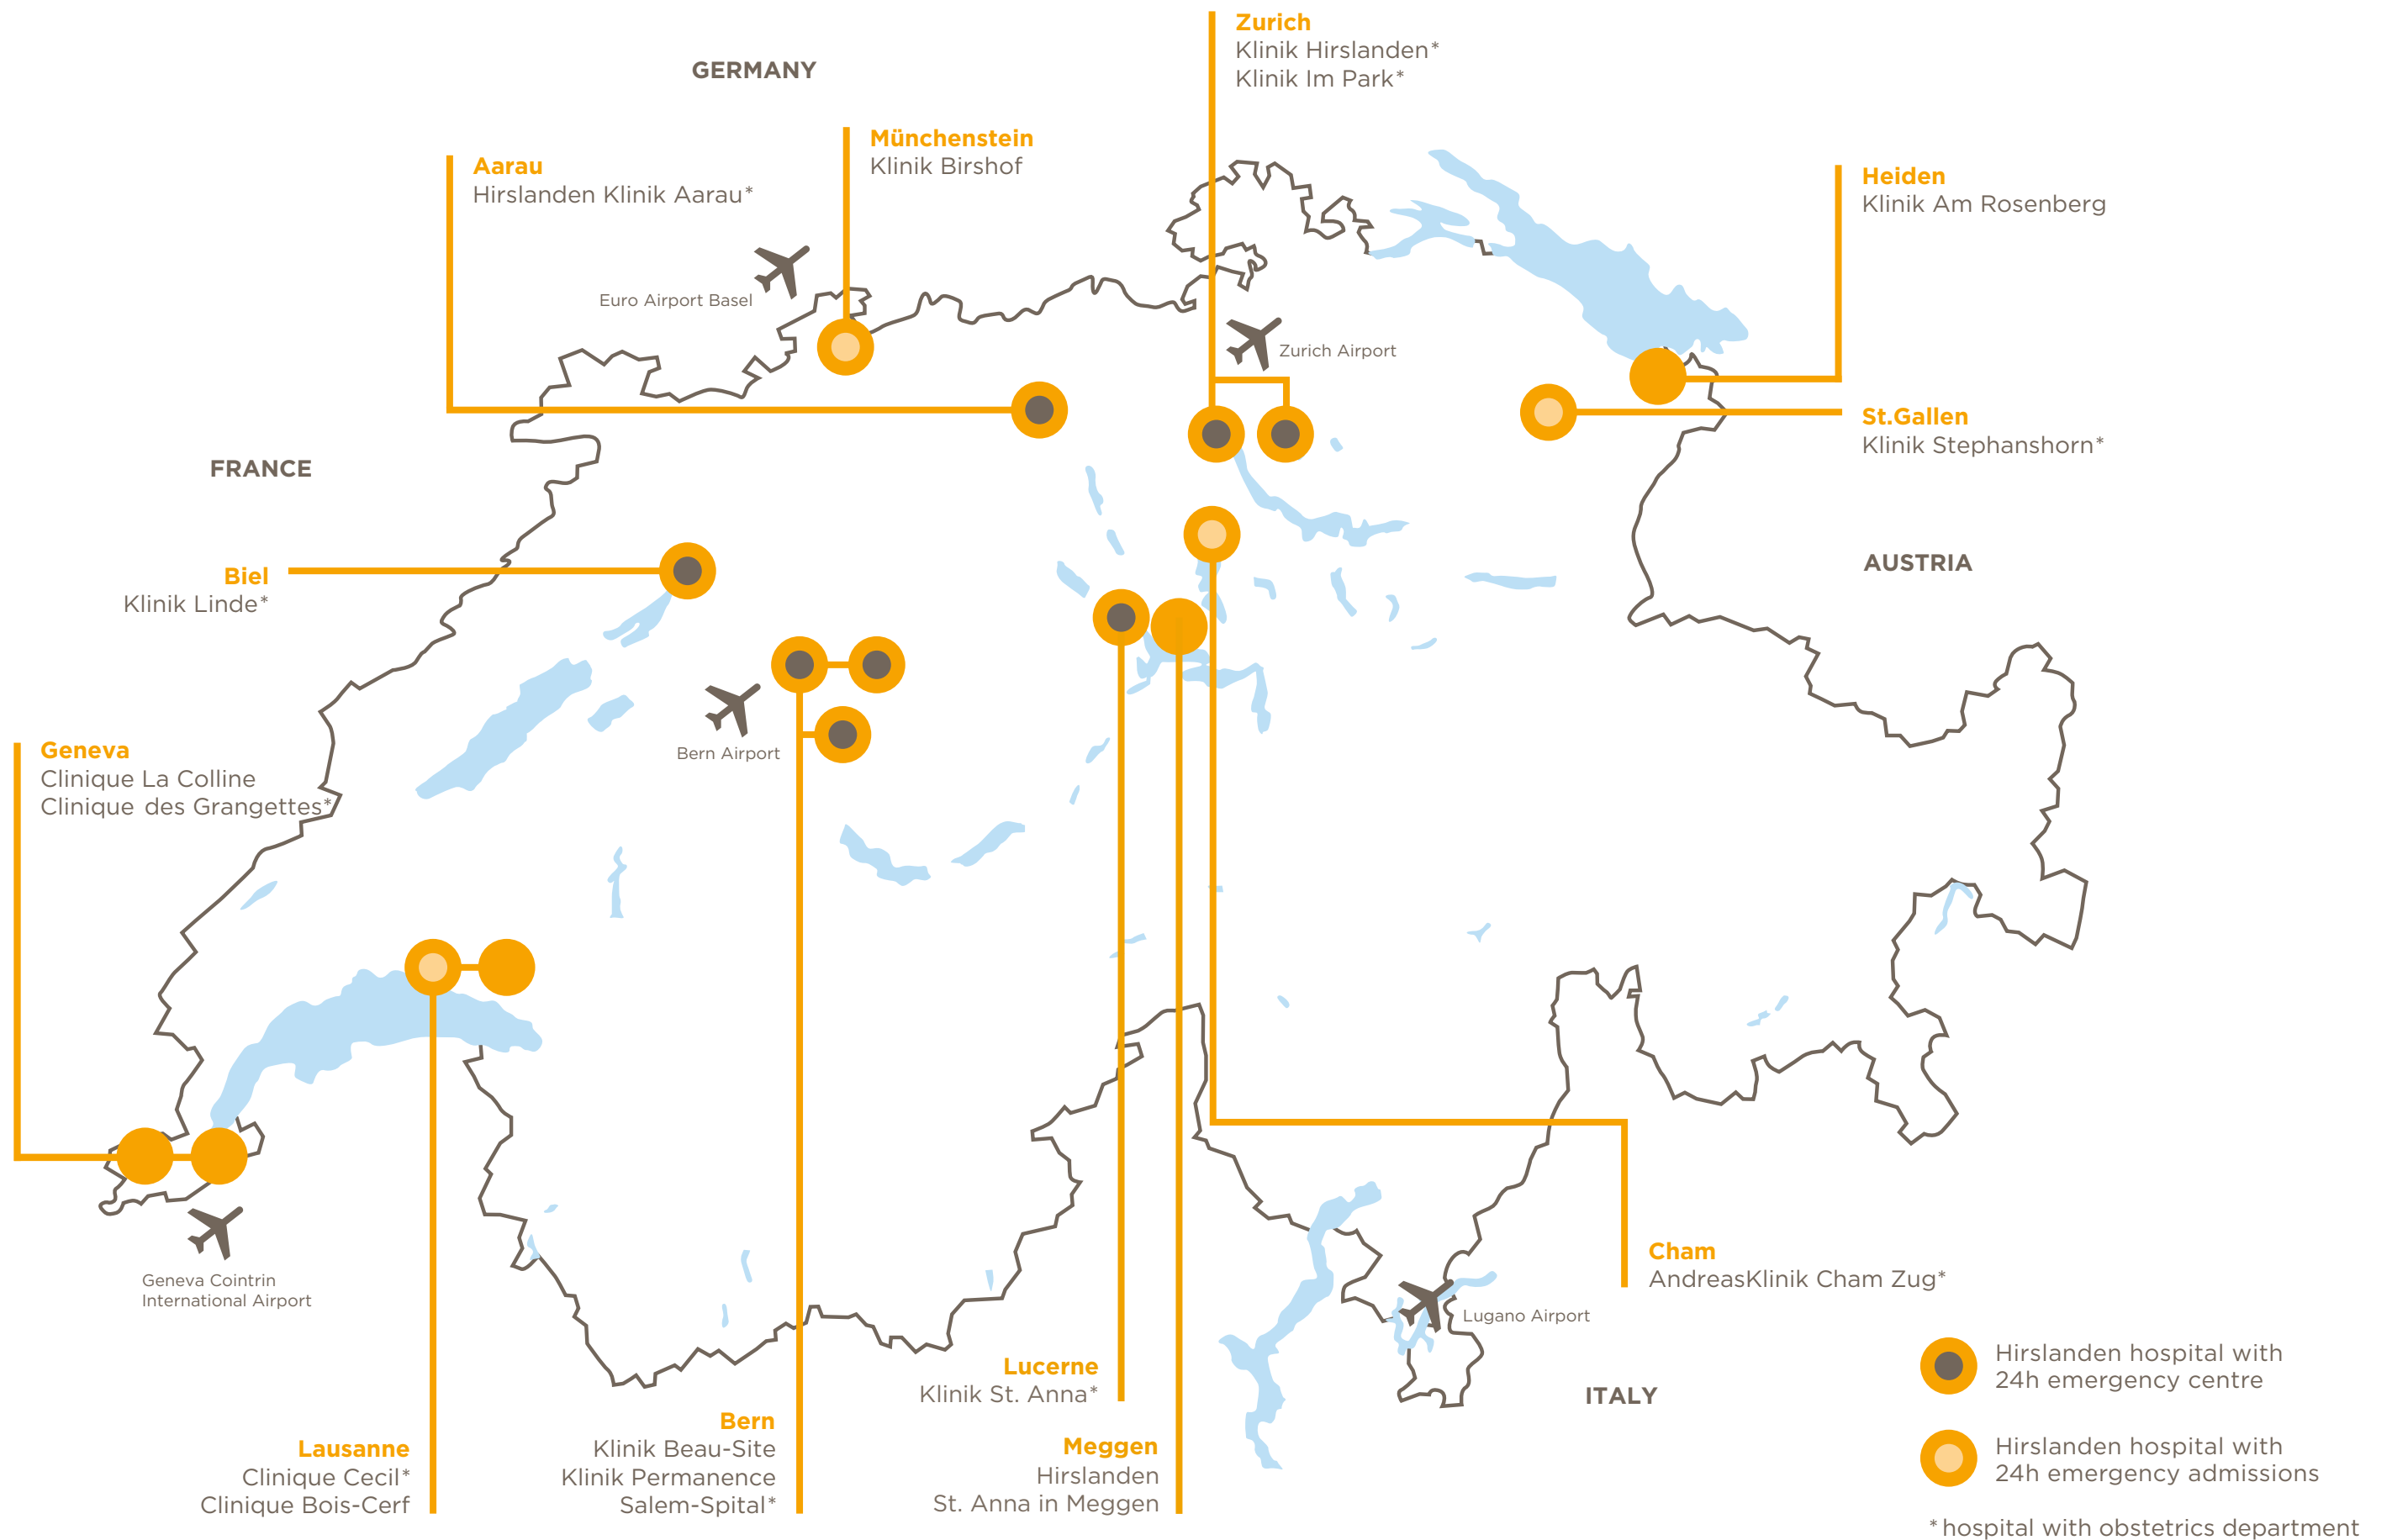 Zurich
Klinik Hirslanden*
Klinik Im Park*
GERMANY
Münchenstein
Klinik Birshof
Aarau
Hirslanden Klinik Aarau*
Heiden
Klinik Am Rosenberg
Euro Airport Basel
Zurich Airport
St.Gallen
Klinik Stephanshorn*
FRANCE
AUSTRIA
Biel
Klinik Linde*
Bern Airport
Geneva
Clinique La Colline
Clinique des Grangettes*
Geneva Cointrin
International Airport
Cham
AndreasKlinik Cham Zug*
Lugano Airport
ITALY
Lucerne
Klinik St. Anna*
Bern
Klinik Beau-Site
Klinik Permanence
Salem-Spital*
Lausanne
Clinique Cecil*
Clinique Bois-Cerf
Meggen
Hirslanden
St. Anna in Meggen
Hirslanden hospital with
24h emergency centre
Hirslanden hospital with
24h emergency admissions
* hospital with obstetrics department